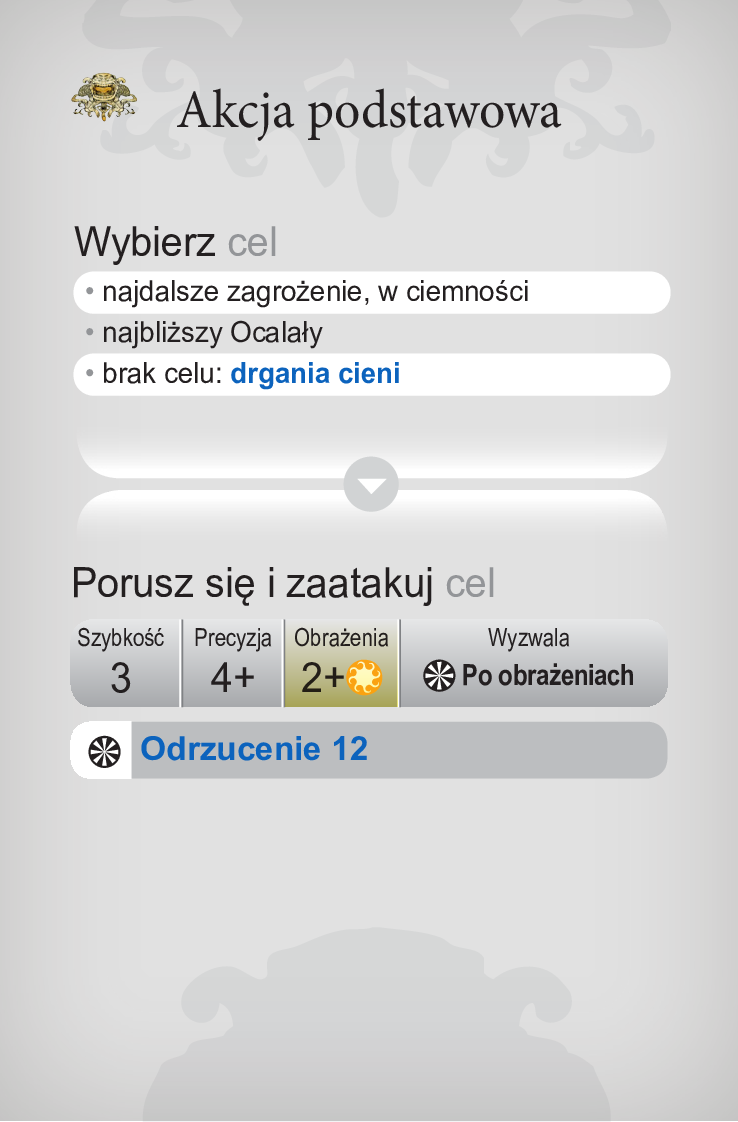 Akcja podstawowa
Wybierz cel
• najdalsze zagrożenie, w ciemności
• najbliższy Ocalały
• brak celu: drgania cieni
Porusz się i zaatakuj cel
Szybkość Precyzja Obrażenia Wyzwala
3 4+ 2+ Po obrażeniach
Odrzucenie 12